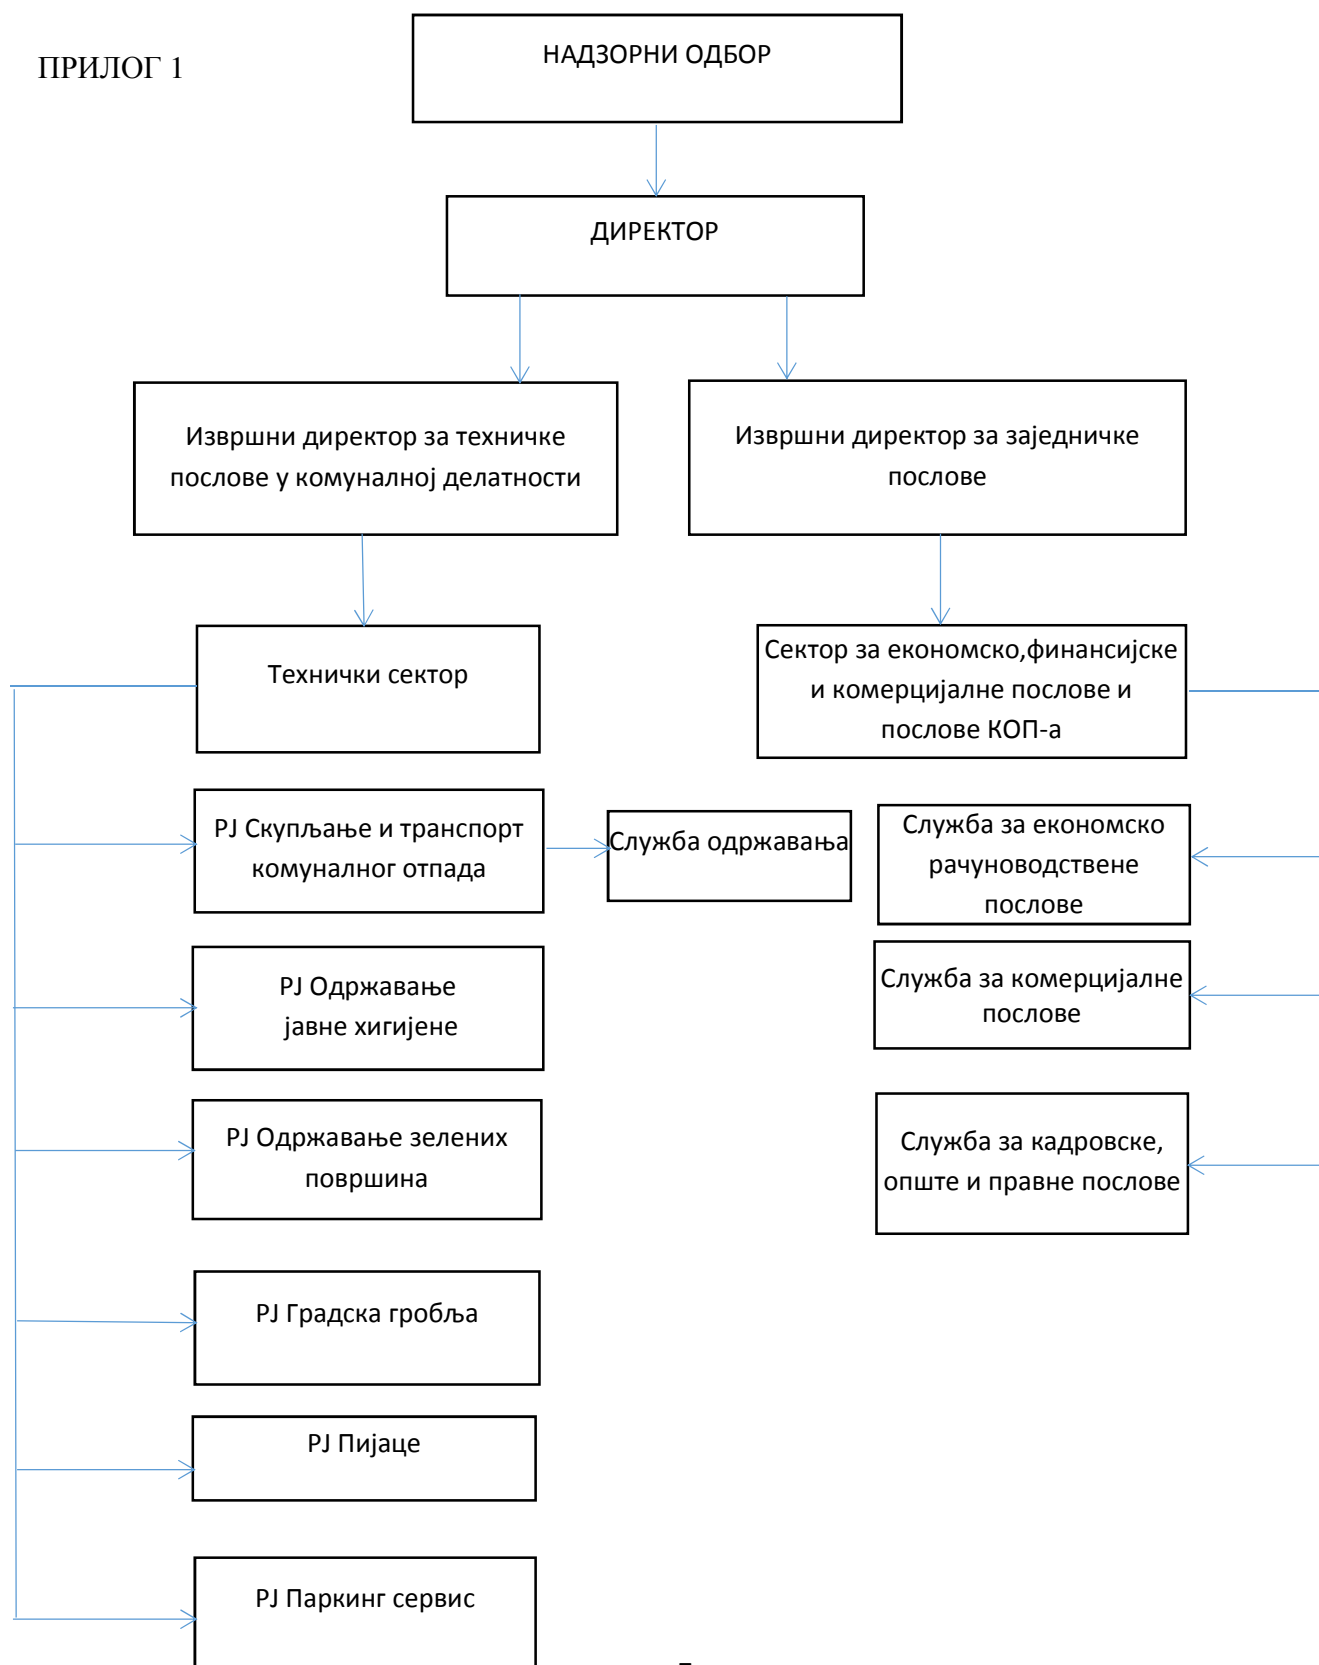 ПРИЛОГ 1
НАДЗОРНИ ОДБОР
ДИРЕКТОР
Извршни директор за техничке
послове у комуналној делатности
Извршни директор за заједничке
послове
Технички сектор
Сектор за економско,финансијске
и комерцијалне послове и
послове КОП-а
РЈ Скупљање и транспорт
комуналног отпада
Служба одржавања
Служба за економско
рачуноводствене
послове
РЈ Одржавање
јавне хигијене
Служба за комерцијалне
послове
РЈ Одржавање зелених
површина
Служба за кадровске,
опште и правне послове
РЈ Градска гробља
РЈ Пијаце
РЈ Паркинг сервис